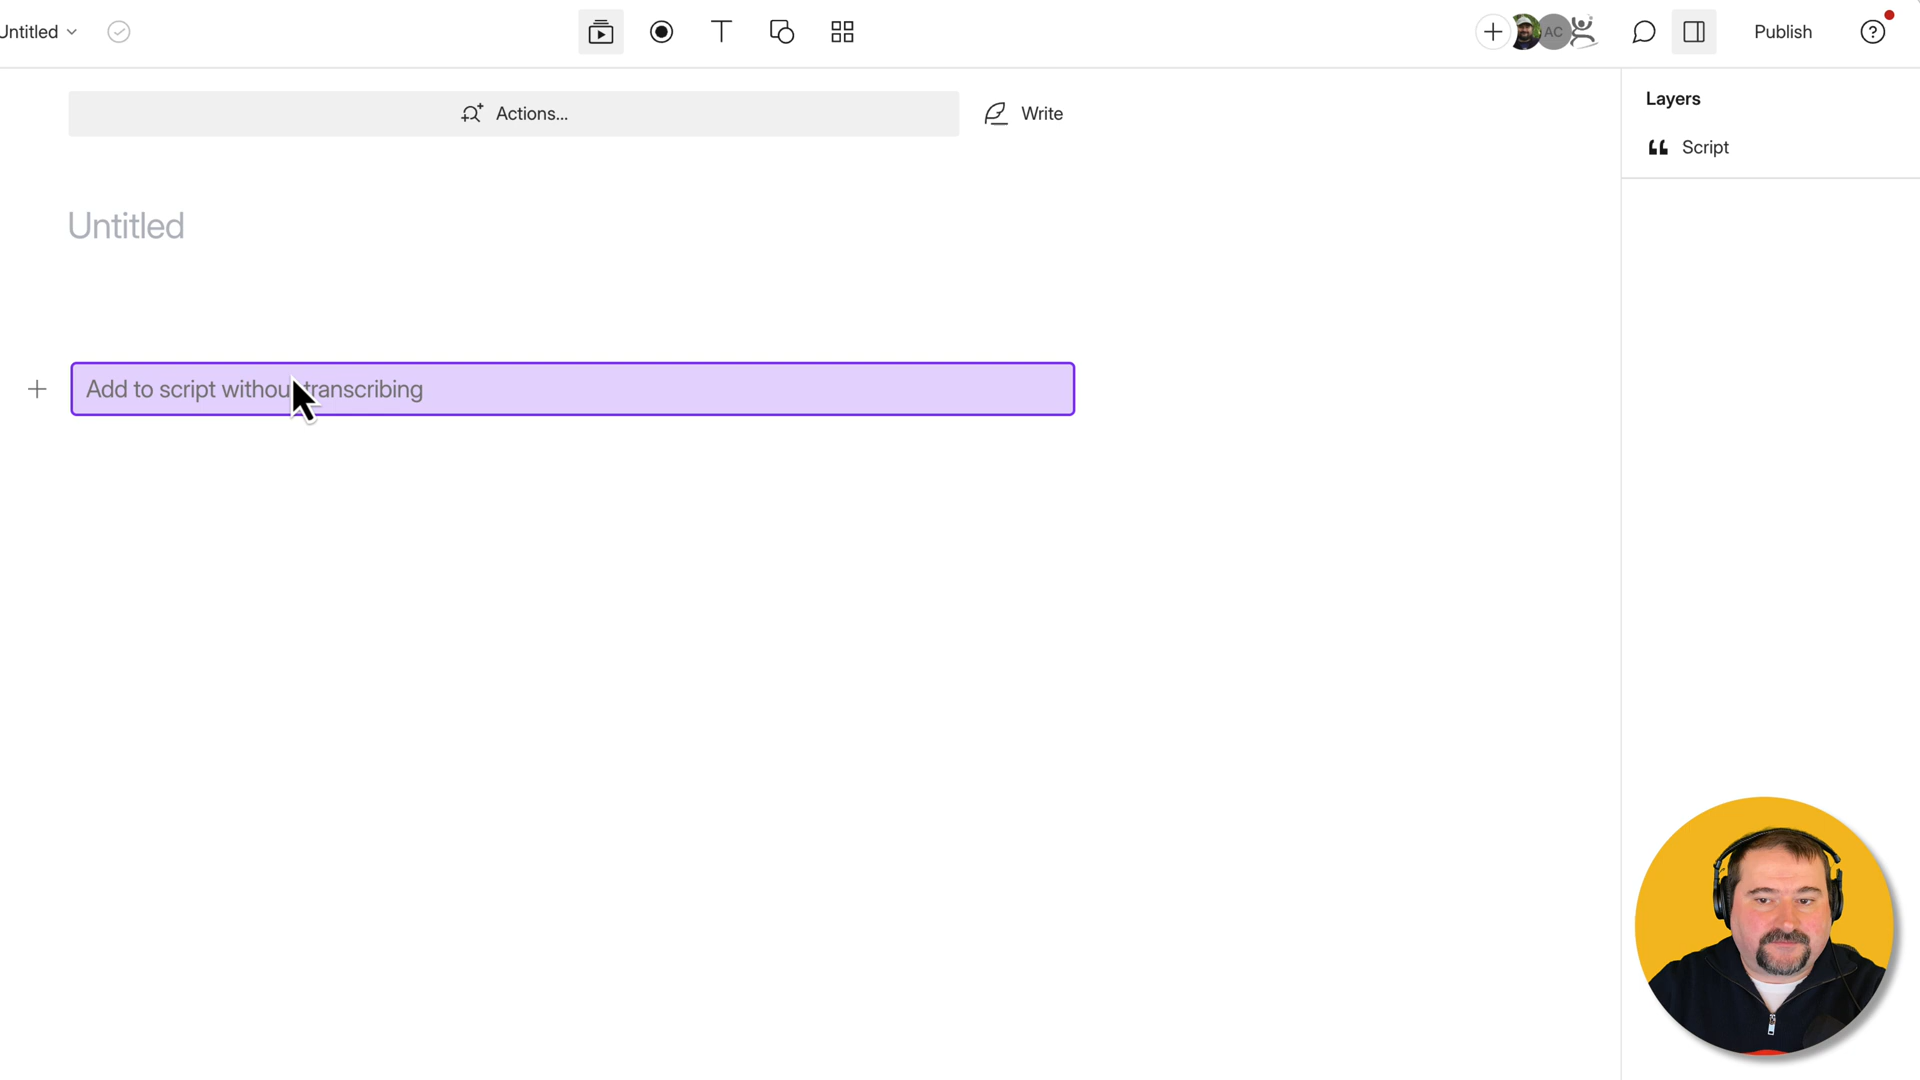 Untitled
AC
Publish
Actions...
Write
Layers
Script
Untitled
Add to script without transcribing